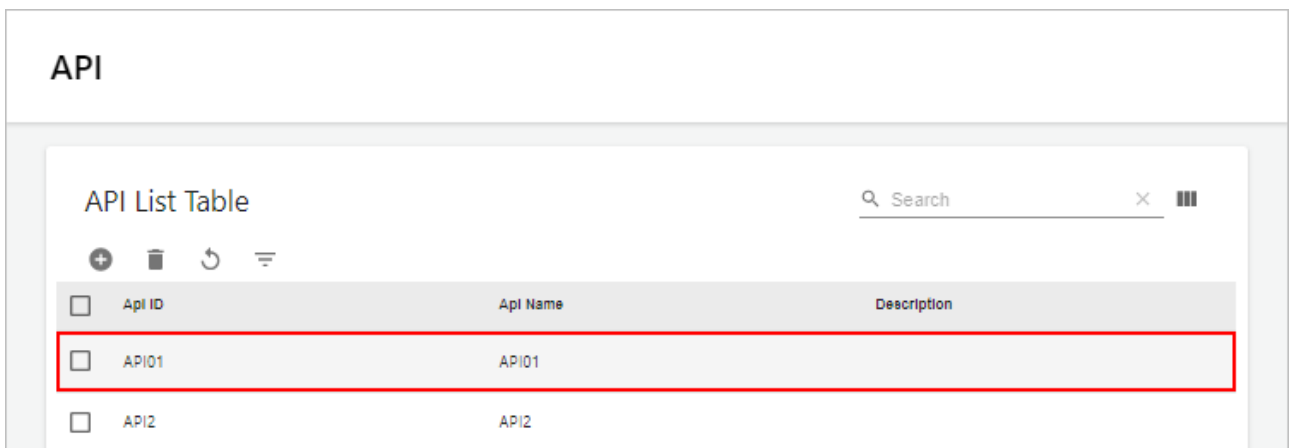 API
API List Table
Search
Api ID Api Name Description
API01 API01
API2 API2